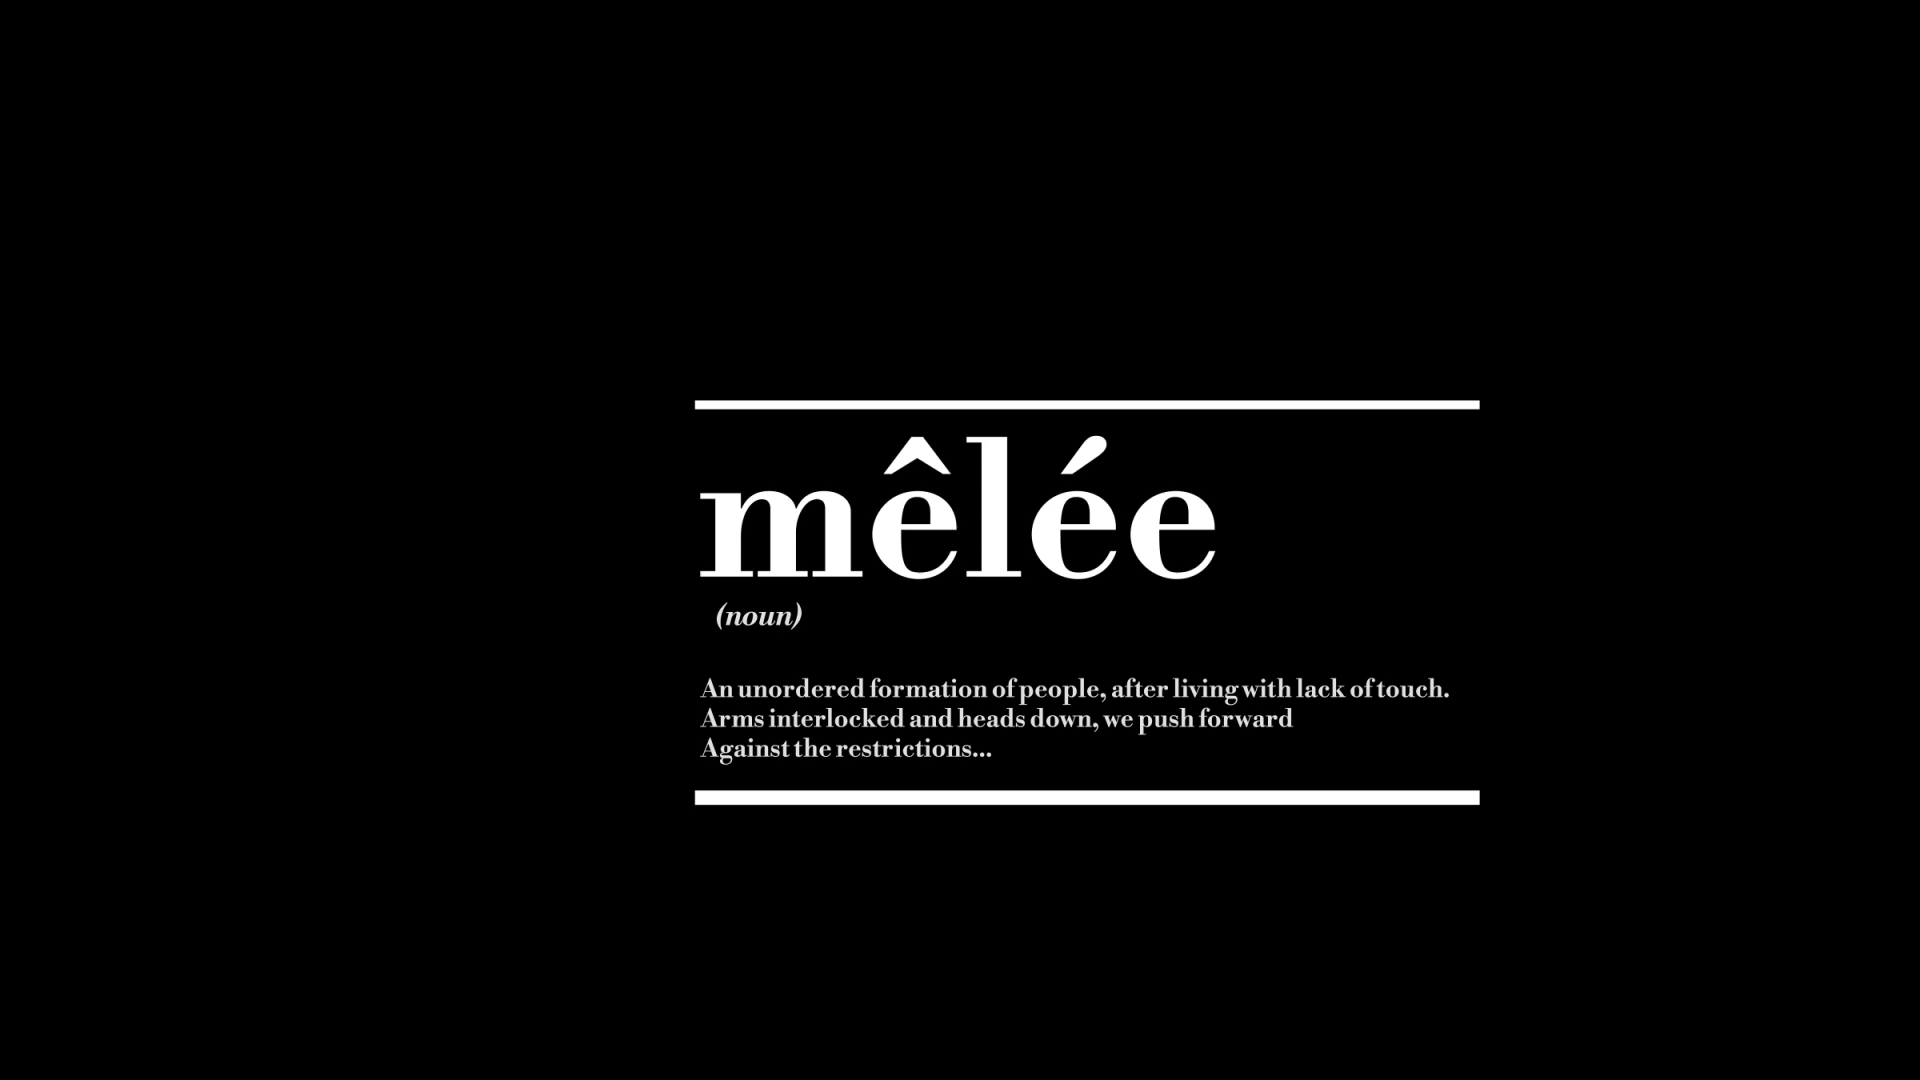 mêlée
(noun)
An unordered formation of people, after living with lack of touch.
Arms interlocked and heads down, we push forward
Against the restrictions...